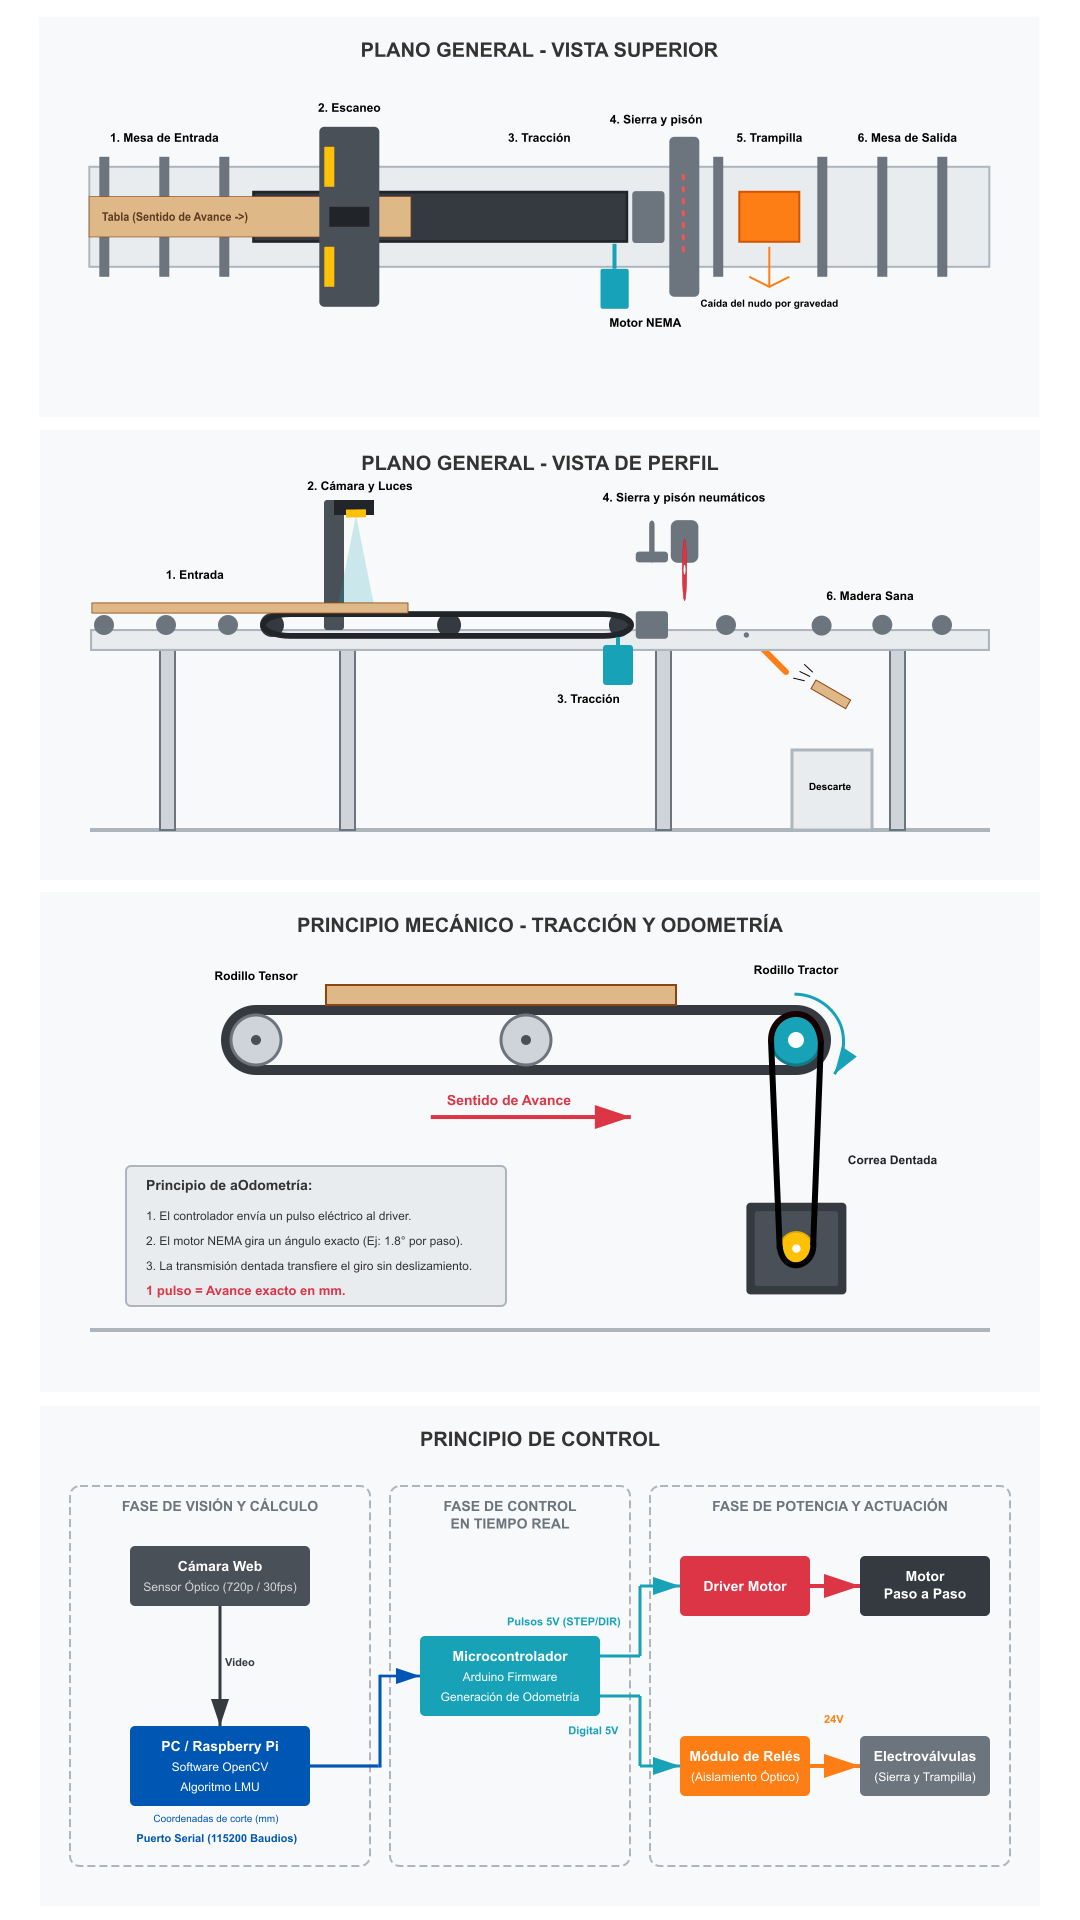 PLANO GENERAL - VISTA SUPERIOR
2. Escaneo
4. Sierra y pisón
1. Mesa de Entrada
3. Tracción
5. Trampilla
6. Mesa de Salida
Tabla (Sentido de Avance ->)
Caída del nudo por gravedad
Motor NEMA
PLANO GENERAL - VISTA DE PERFIL
2. Cámara y Luces
4. Sierra y pisón neumáticos
1. Entrada
6. Madera Sana
3. Tracción
Descarte
PRINCIPIO MECÁNICO - TRACCIÓN Y ODOMETRÍA
Rodillo Tensor
Rodillo Tractor
Sentido de Avance
Correa Dentada
Principio de aOdometría:
1. El controlador envía un pulso eléctrico al driver.
2. El motor NEMA gira un ángulo exacto (Ej: 1.8° por paso).
3. La transmisión dentada transfiere el giro sin deslizamiento.
1 pulso = Avance exacto en mm.
PRINCIPIO DE CONTROL
FASE DE VISIÓN Y CÁLCULO
Cámara Web
Sensor Óptico (720p / 30fps)
Video
PC / Raspberry Pi
Software OpenCV
Algoritmo LMU
Coordenadas de corte (mm)
Puerto Serial (115200 Baudios)
FASE DE CONTROL
EN TIEMPO REAL
Pulsos 5V (STEP/DIR)
Microcontrolador
Arduino Firmware
Generación de Odometría
Digital 5V
FASE DE POTENCIA Y ACTUACIÓN
Driver Motor
Motor
Paso a Paso
24V
Módulo de Relés
(Aislamiento Óptico)
Electroválvulas
(Sierra y Trampilla)